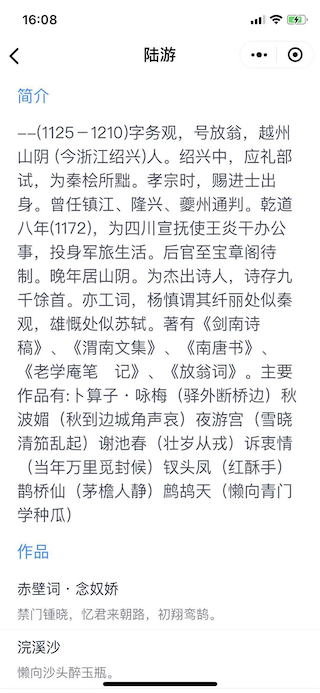 16:08
陆游
简介
——(1125－1210)字务观，号放翁，越州
山阴 (今浙江绍兴)人。绍兴中，应礼部
试，为秦桧所黜。孝宗时，赐进士出
身。曾任镇江、隆兴、夔州通判。乾道
八年(1172)，为四川宣抚使王炎干办公
事，投身军旅生活。后官至宝章阁待
制。晚年居山阴。为杰出诗人，诗存九
千馀首。亦工词，杨慎谓其纤丽处似秦
观，雄慨处似苏轼。著有《剑南诗
稿》、《渭南文集》、《南唐书》、
《老学庵笔　记》、《放翁词》。主要
作品有:卜算子・咏梅（驿外断桥边）秋
波媚（秋到边城角声哀）夜游宫（雪晓
清笳乱起）谢池春（壮岁从戎）诉衷情
（当年万里觅封候）钗头凤（红酥手）
鹊桥仙（茅檐人静）鹧鸪天（懒向青门
学种瓜）
作品
赤壁词・念奴娇
禁门锺晓，忆君来朝路，初翔鸾鹄。
浣溪沙
懒向沙头醉玉瓶。